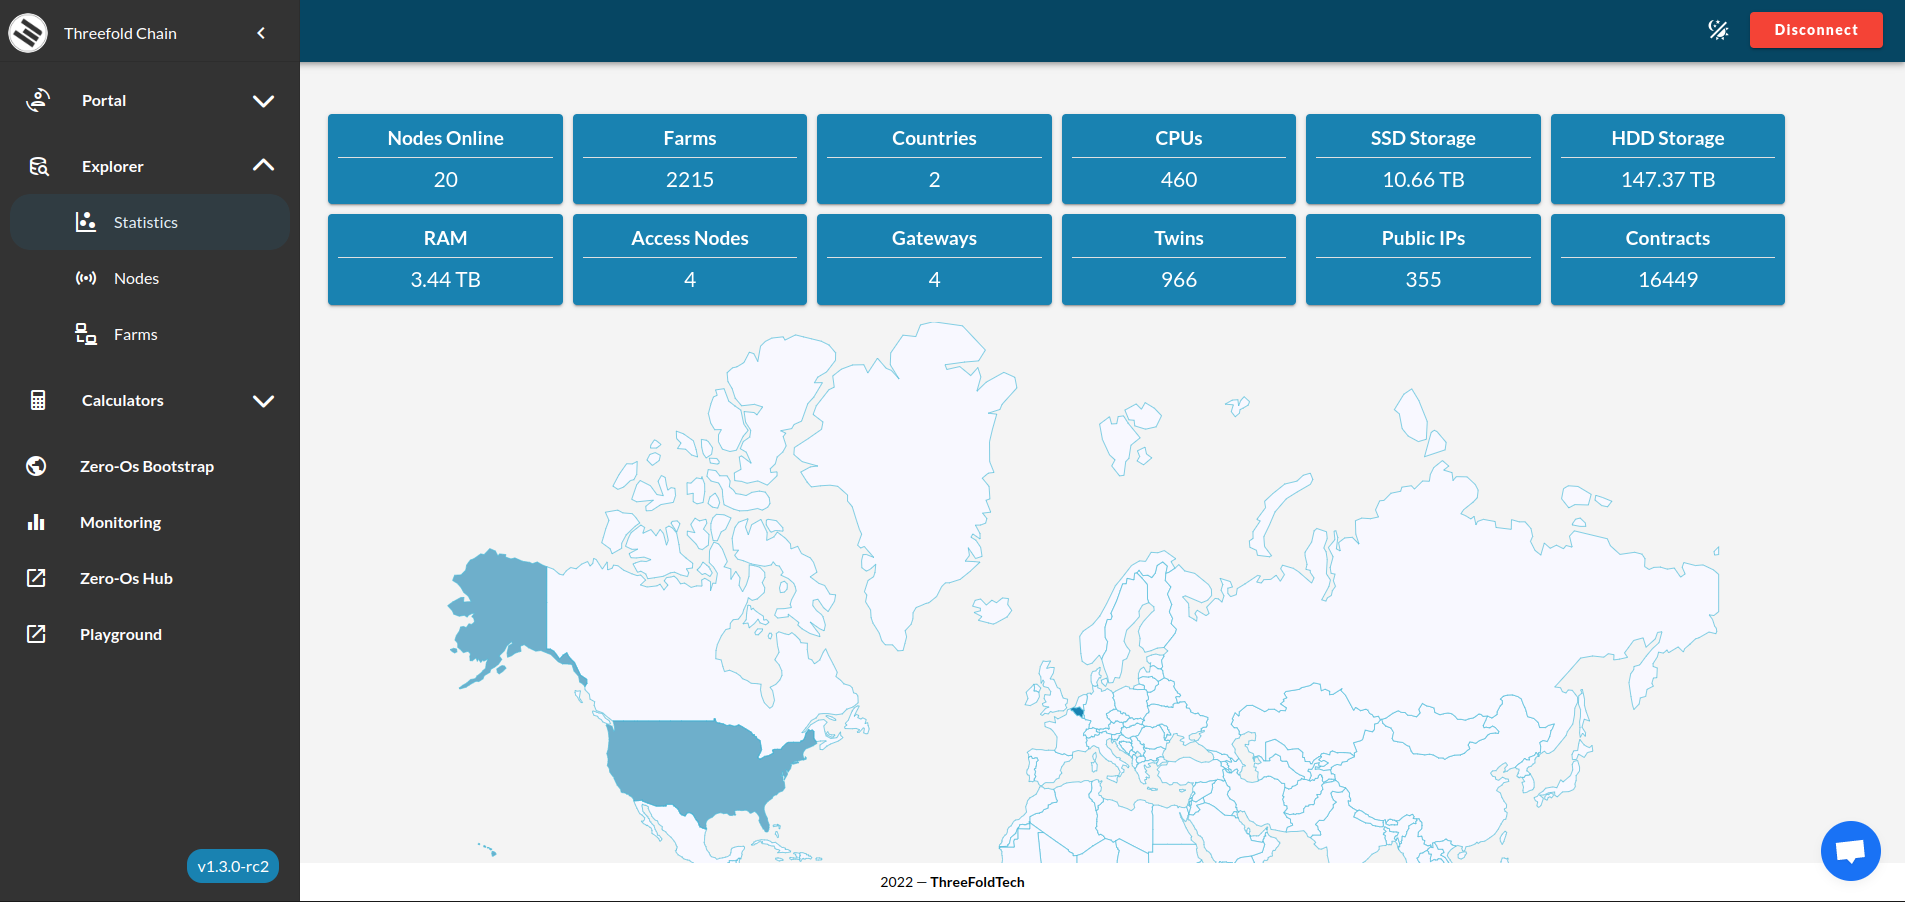 Threefold Chain
Disconnect
Portal
Explorer
Statistics
Nodes
Farms
Calculators
Zero-Os Bootstrap
Monitoring
Zero-Os Hub
Playground
v1.3.0-rc2
Nodes Online
20
Farms
2215
Countries
2
CPUs
460
SSD Storage
10.66 TB
HDD Storage
147.37 TB
RAM
3.44 TB
Access Nodes
4
Gateways
4
Twins
966
Public IPs
355
Contracts
16449
2022 — ThreeFoldTech